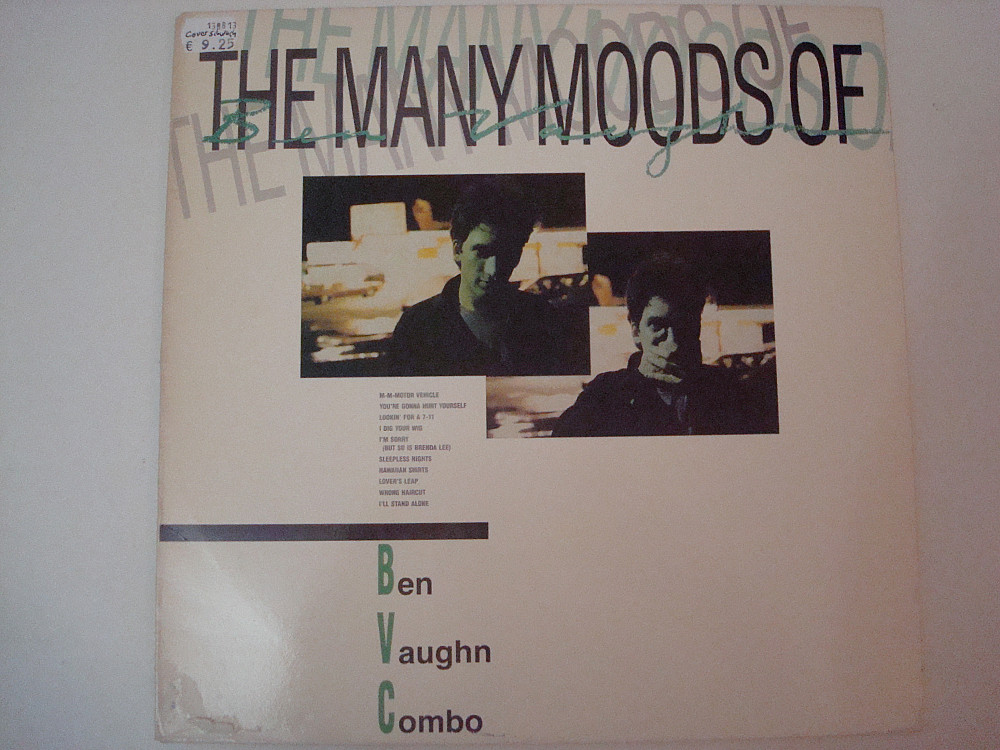 130813
€ 9.25
THE MANY MOODS OF
Ben Vaughn
M-M-MOTOR VEHICLE
YOU'RE GONNA HURT YOURSELF
LOOKIN' FOR A 7-11
I DIG YOUR WIG
I'M SORRY
(BUT SO IS BRENDA LEE)
SLEEPLESS NIGHTS
HAWAIIAN SHIRTS
LOVER'S LEAP
WRONG HAIRCUT
I'LL STAND ALONE
Ben
Vaughn
Combo